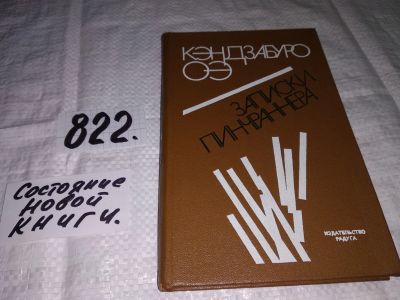 822.
Состояние
новой
книги.
КЭНДЗАБУРО
ОЭ
ЗАПИСКИ
ПИНЧРАННЕРА
ИЗДАТЕЛЬСТВО
РАДУГА